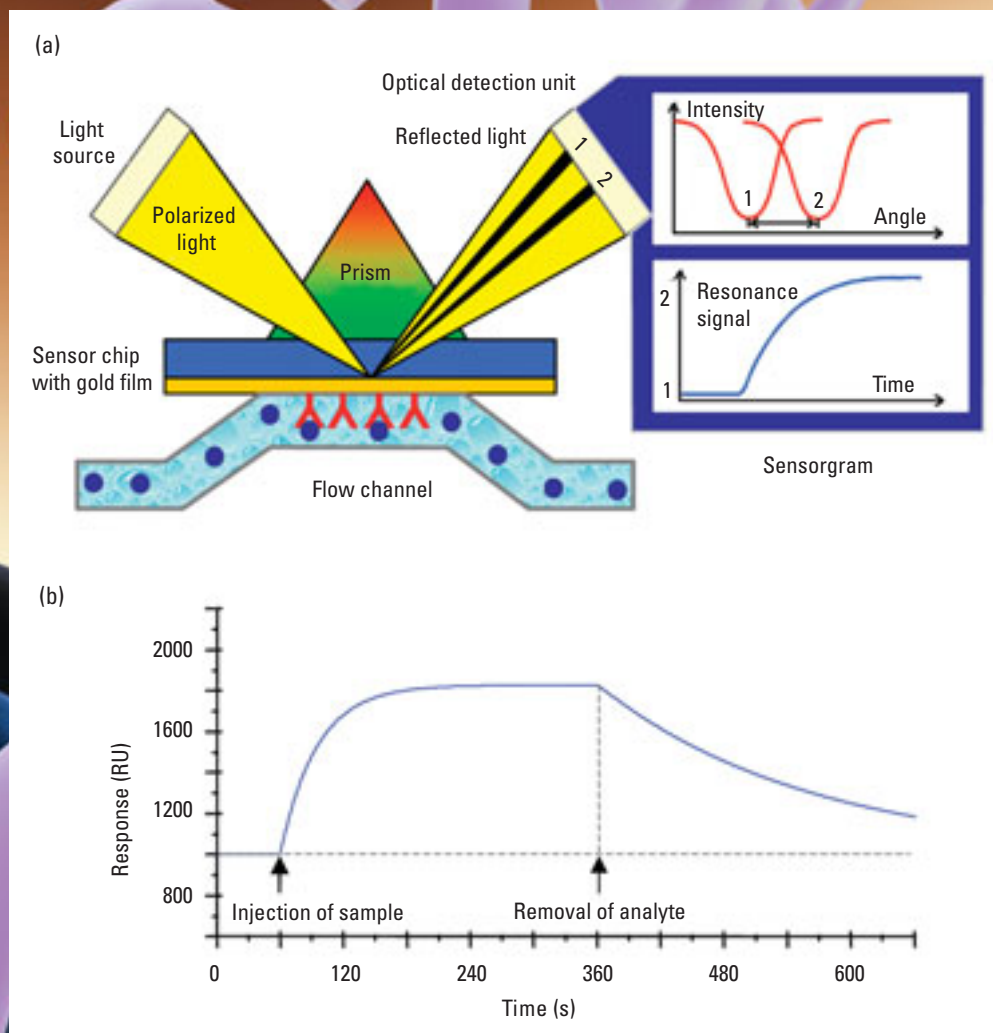 (a)
Light
source
Polarized
light
Prism
Optical detection unit
Reflected light
1
2
Intensity
1
2
Angle
2
Resonance
signal
1
Time
Sensor chip
with gold film
Flow channel
Sensorgram
(b)
Response (RU)
2000
1600
1200
800
Injection of sample
Removal of analyte
0 120 240 360 480 600
Time (s)